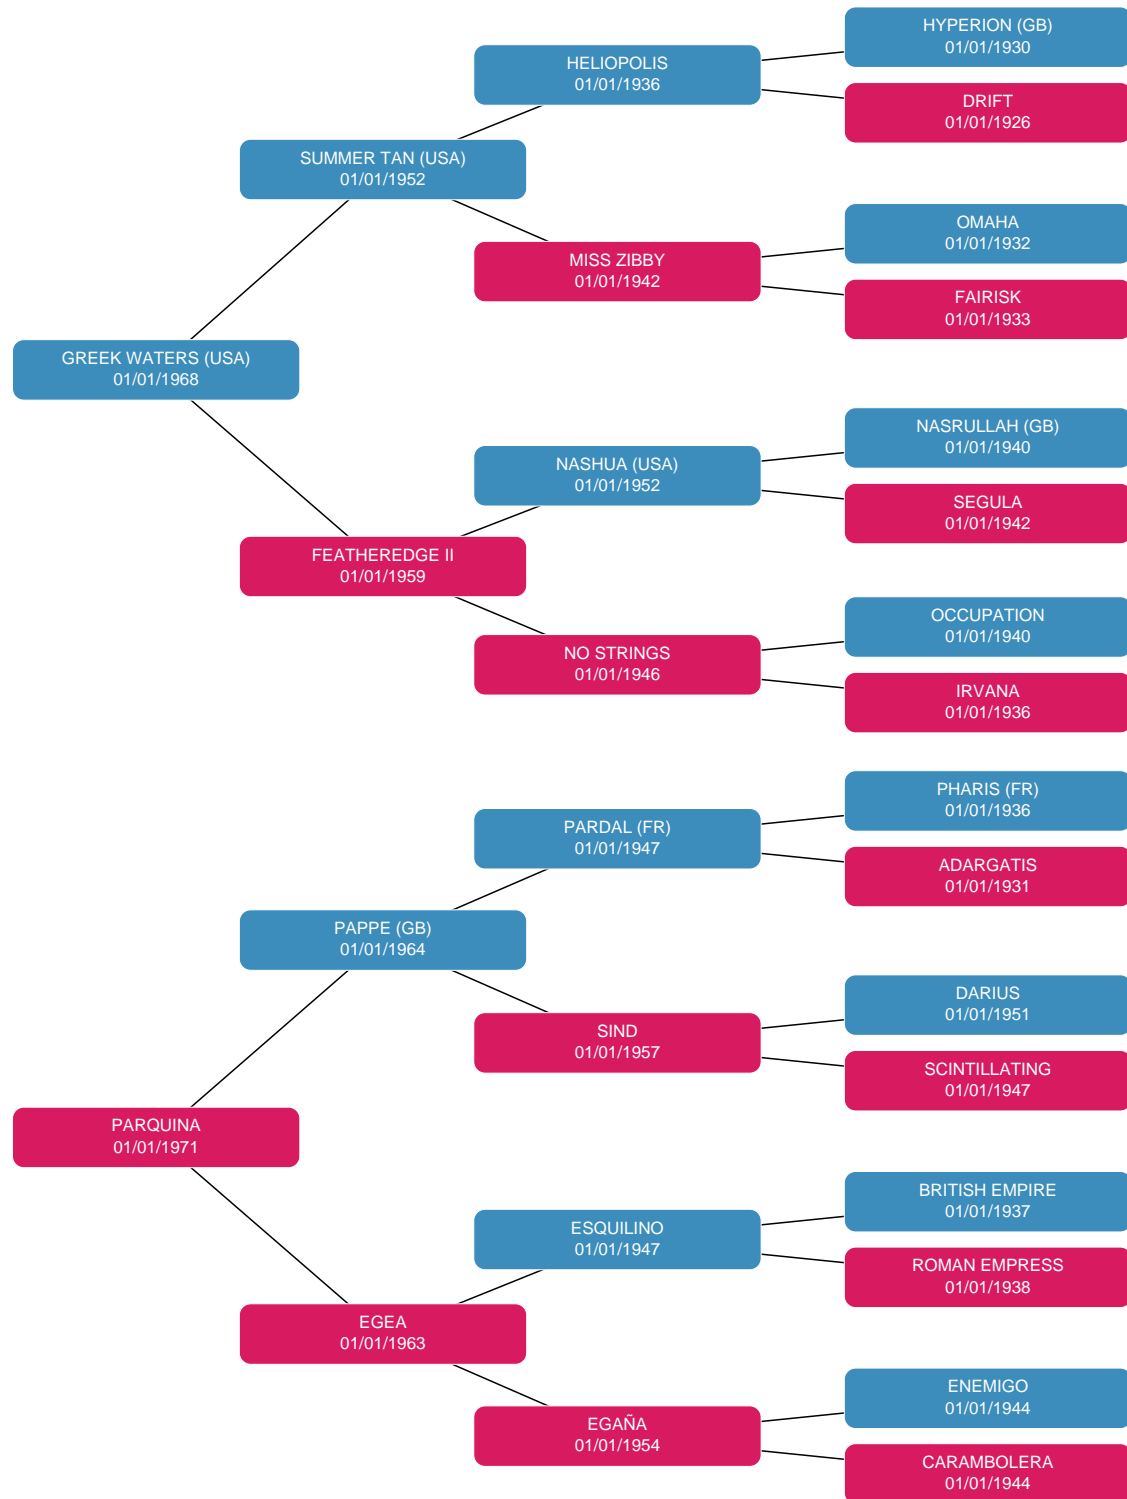 HYPERION (GB)
01/01/1930
HELIOPOLIS
01/01/1936
DRIFT
01/01/1926
SUMMER TAN (USA)
01/01/1952
OMAHA
01/01/1932
MISS ZIBBY
01/01/1942
FAIRISK
01/01/1933
GREEK WATERS (USA)
01/01/1968
NASRULLAH (GB)
01/01/1940
NASHUA (USA)
01/01/1952
SEGULA
01/01/1942
FEATHEREDGE II
01/01/1959
OCCUPATION
01/01/1940
NO STRINGS
01/01/1946
IRVANA
01/01/1936
PHARIS (FR)
01/01/1936
PARDAL (FR)
01/01/1947
ADARGATIS
01/01/1931
PAPPE (GB)
01/01/1964
DARIUS
01/01/1951
SIND
01/01/1957
SCINTILLATING
01/01/1947
PARQUINA
01/01/1971
BRITISH EMPIRE
01/01/1937
ESQUILINO
01/01/1947
ROMAN EMPRESS
01/01/1938
EGEA
01/01/1963
ENEMIGO
01/01/1944
EGAÑA
01/01/1954
CARAMBOLERA
01/01/1944